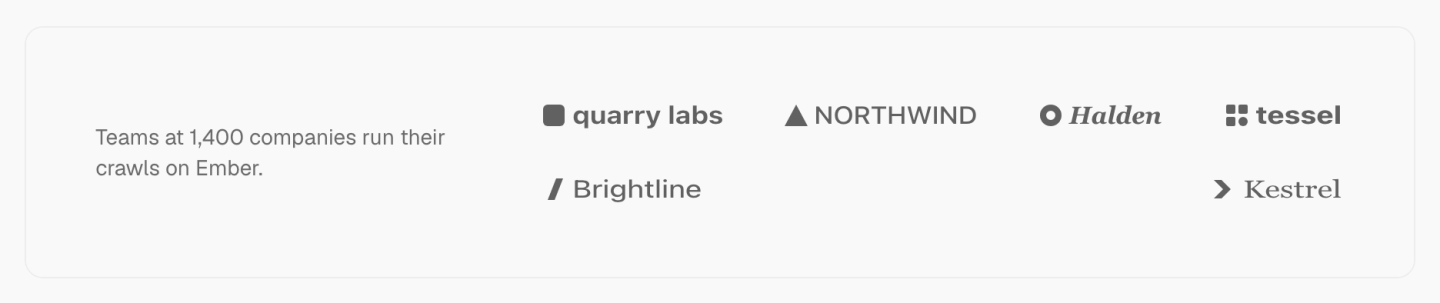 Teams at 1,400 companies run their
crawls on Ember.
quarry labs
NORTHWIND
Halden
tessel
Brightline
Kestrel